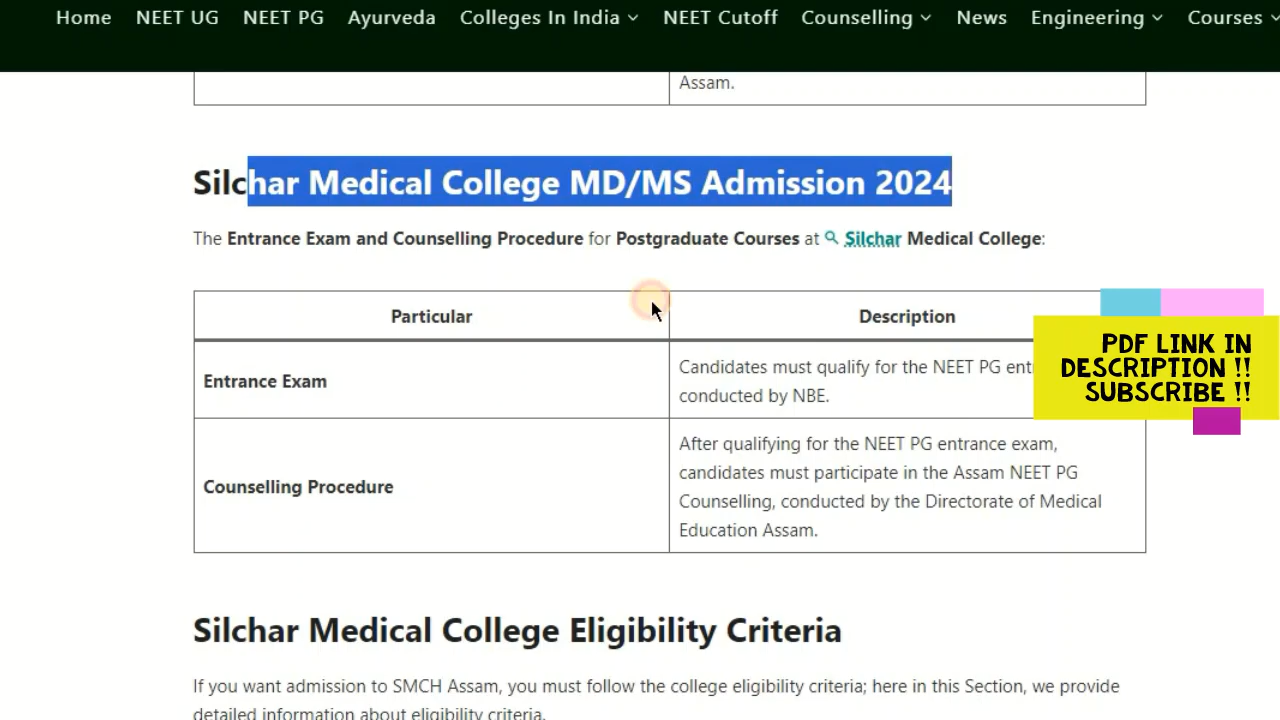 Home NEET UG NEET PG Ayurveda Colleges In India NEET Cutoff Counselling News Engineering Courses
Assam.
Silchar Medical College MD/MS Admission 2024
The Entrance Exam and Counselling Procedure for Postgraduate Courses at Silchar Medical College:
Particular Description
Entrance Exam
Candidates must qualify for the NEET PG
conducted by NBE.
Counselling Procedure
After qualifying for the NEET PG entrance exam,
candidates must participate in the Assam NEET PG
Counselling, conducted by the Directorate of Medical
Education Assam.
PDF LINK IN
DESCRIPTION !!
SUBSCRIBE !!
Silchar Medical College Eligibility Criteria
If you want admission to SMCH Assam, you must follow the college eligibility criteria; here in this Section, we provide
detailed information about eligibility criteria.